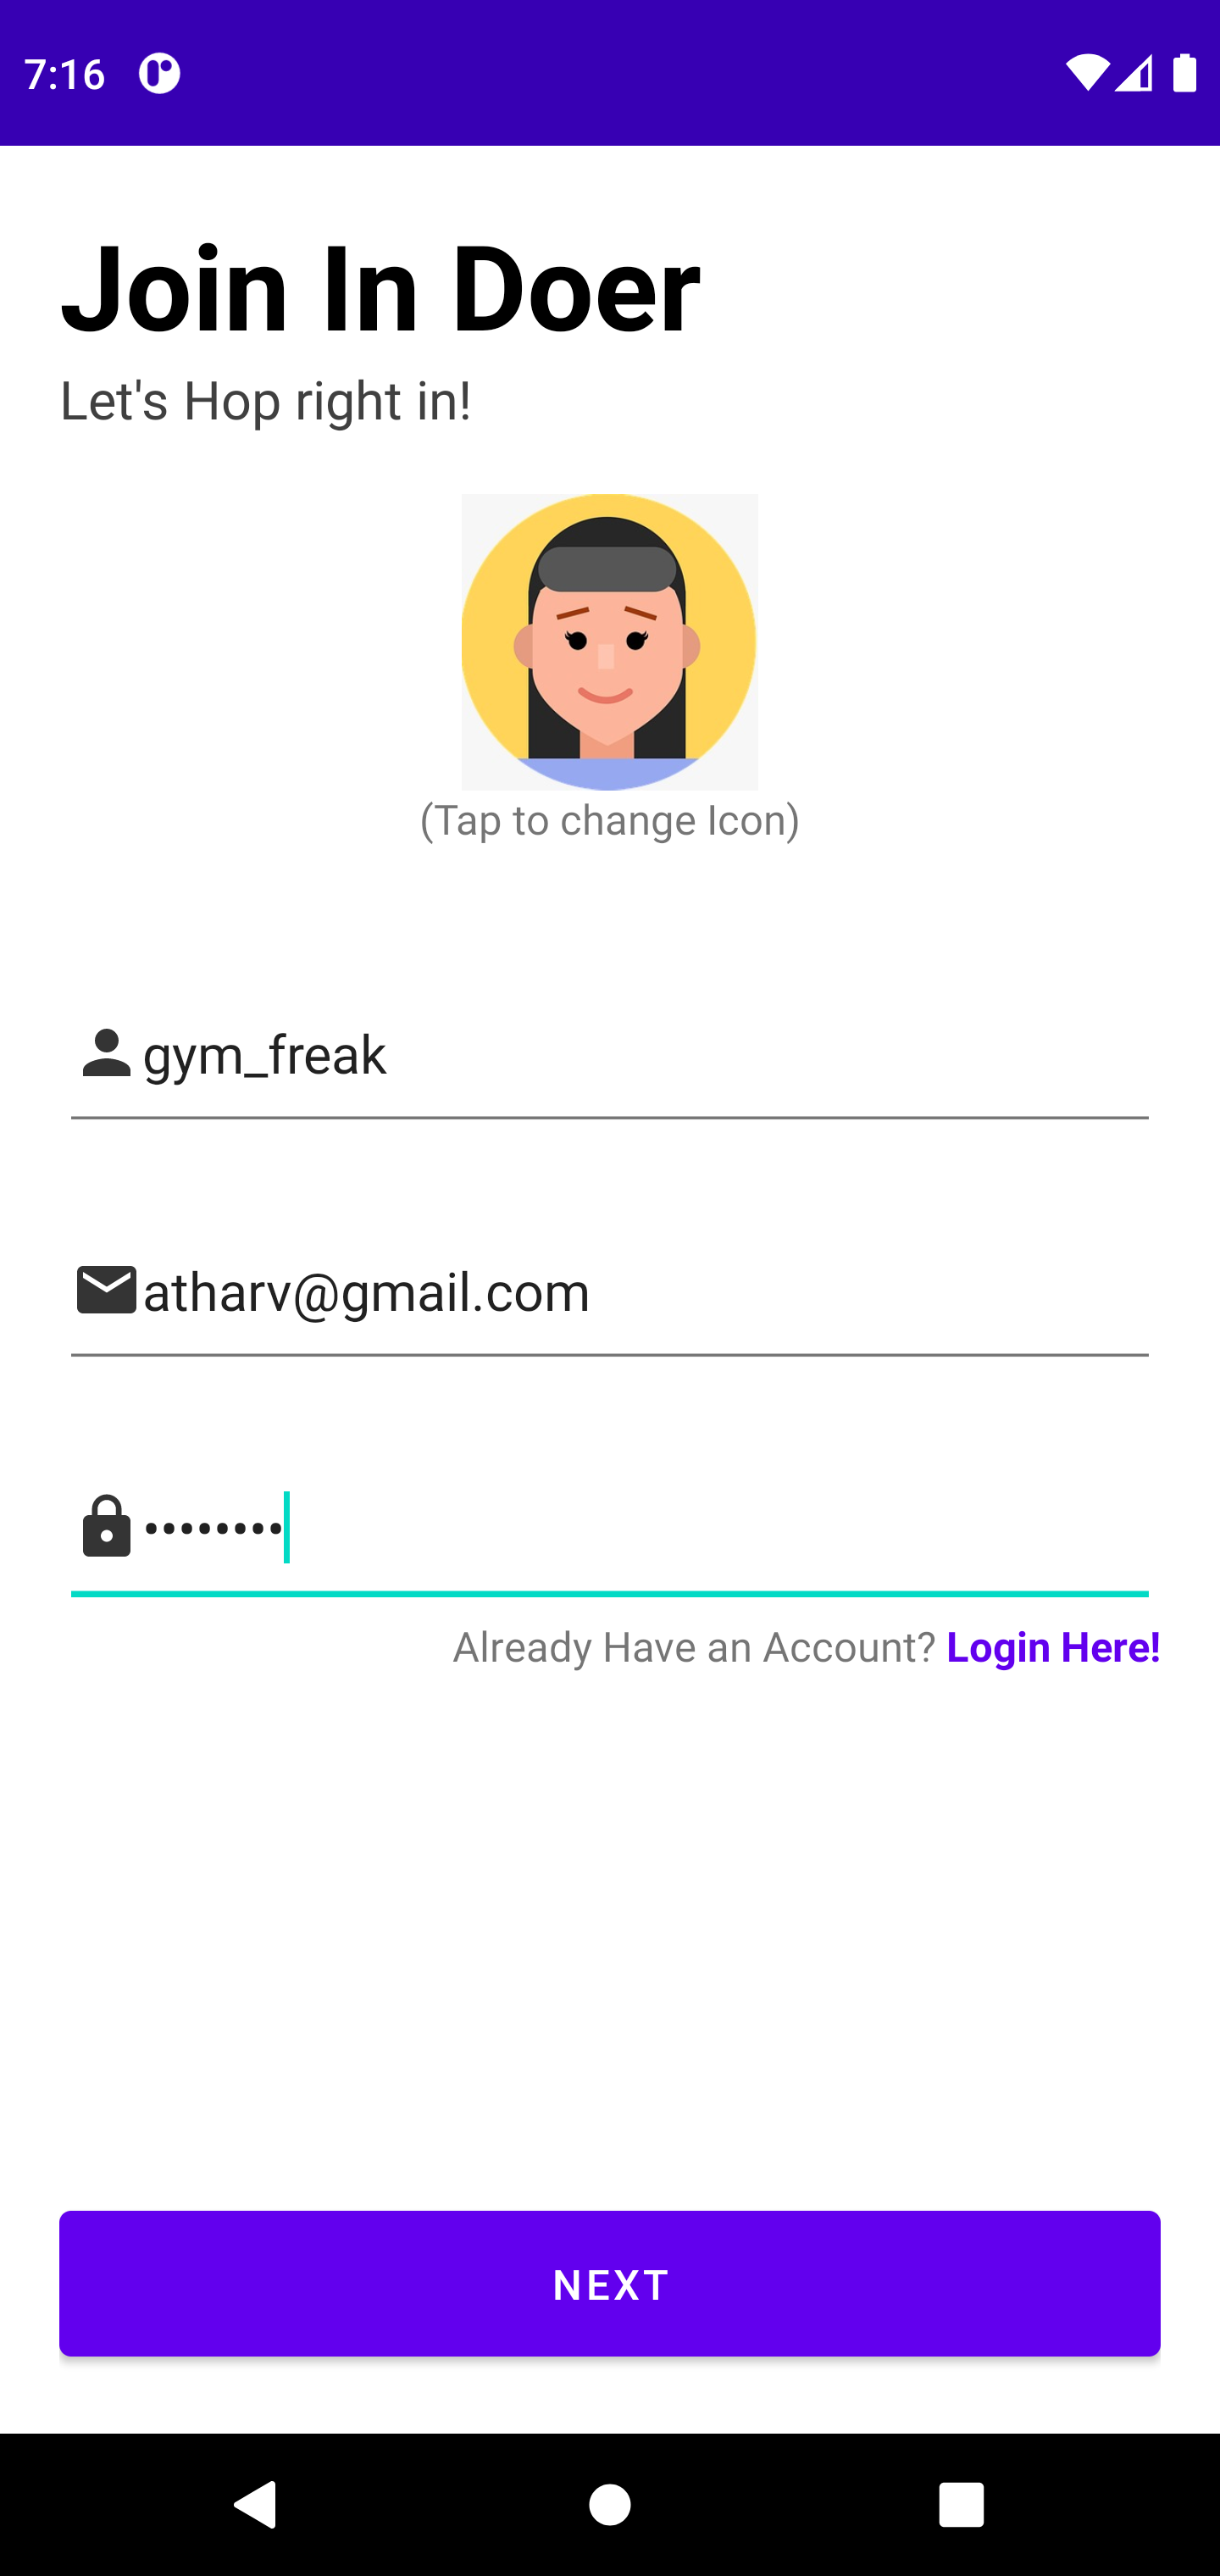 7:16
Join In Doer
Let's Hop right in!
(Tap to change Icon)
gym_freak
atharv@gmail.com
••••••••
Already Have an Account? Login Here!
NEXT